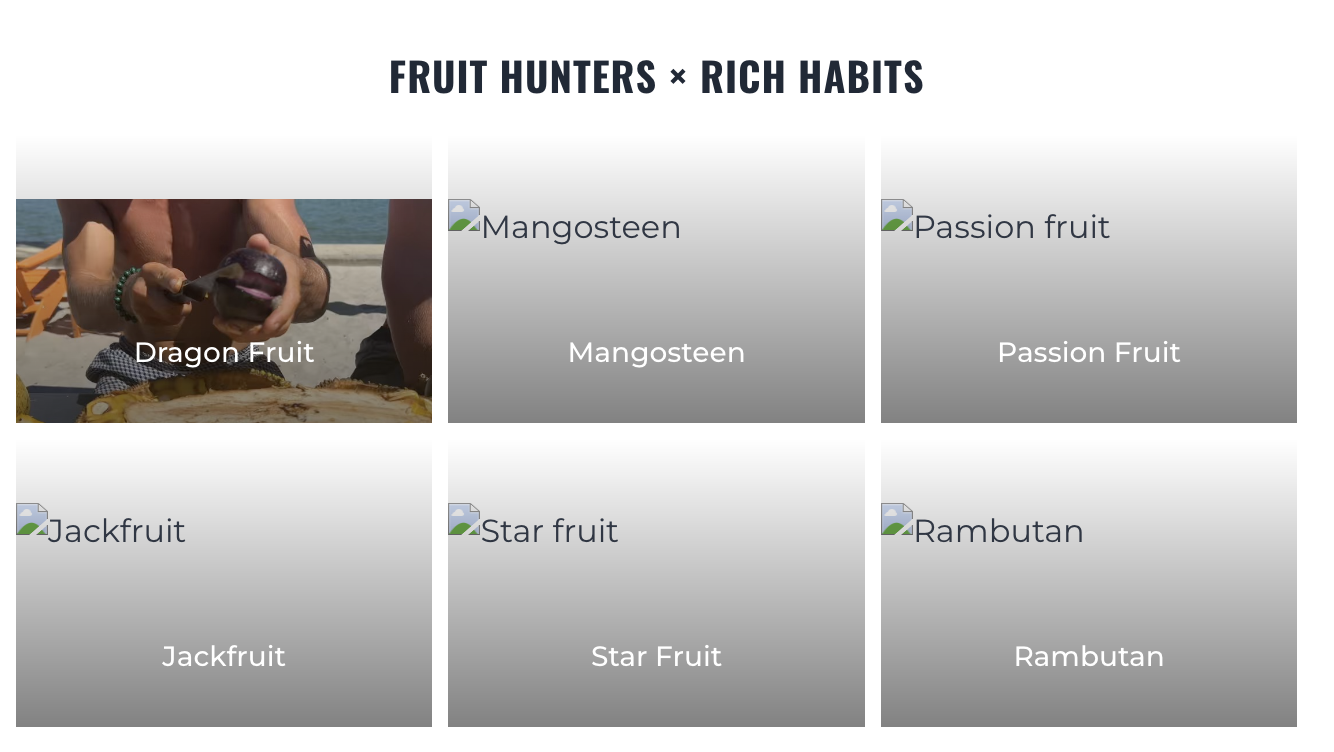 FRUIT HUNTERS × RICH HABITS
Dragon Fruit
Mangosteen
Mangosteen
Passion fruit
Passion Fruit
Jackfruit
Jackfruit
Star fruit
Star Fruit
Rambutan
Rambutan